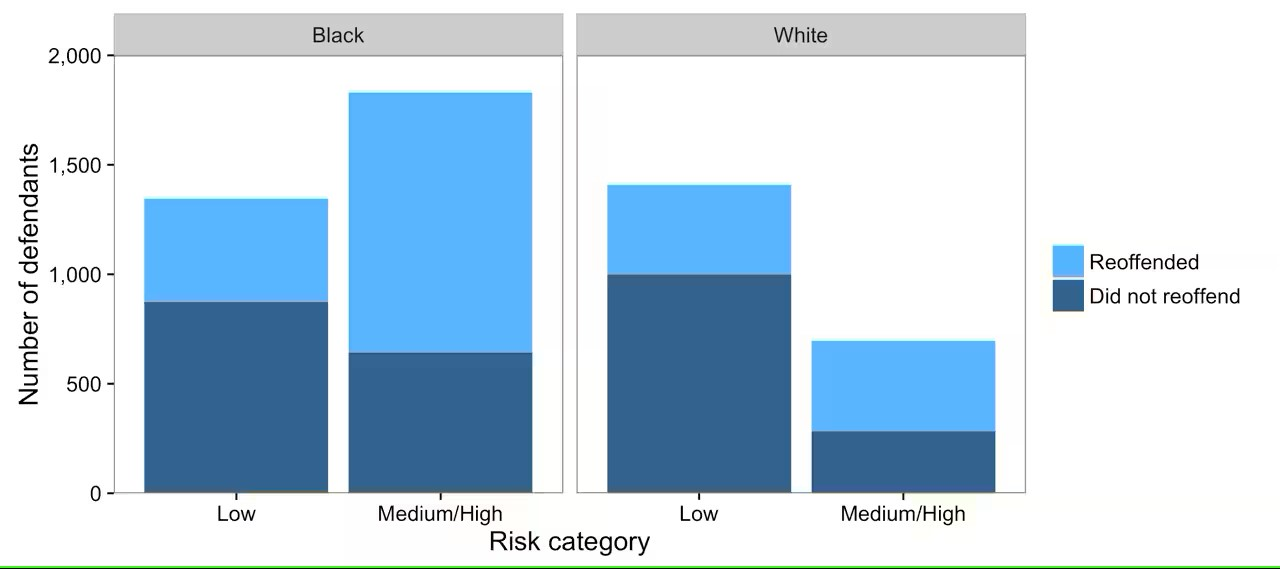 Black
White
2,000
1,500
1,000
500
0
Number of defendants
Low
Medium/High
Low
Medium/High
Risk category
Reoffended
Did not reoffend